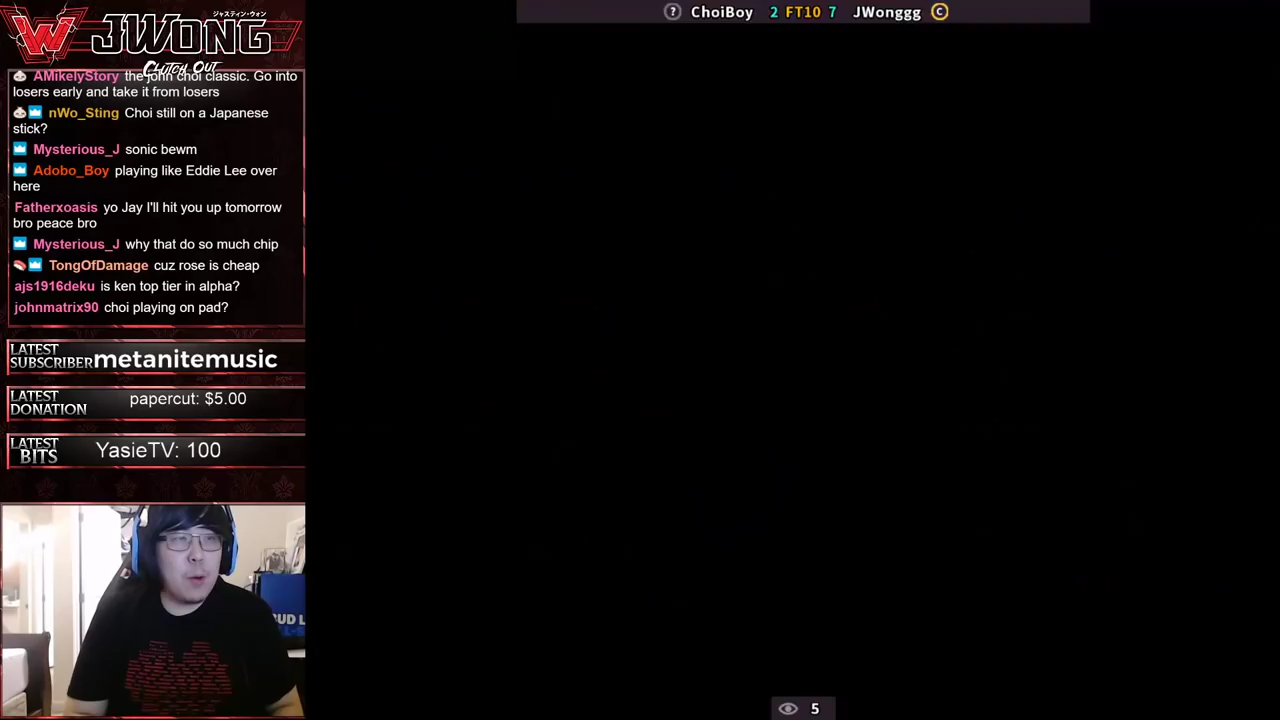 ChoiBoy 2 FT10 7 JWonggg C
ジャスティン・ウォン
JWONG
Clutch Out
AMikelyStory the john choi classic. Go into
losers early and take it from losers
nWo_Sting Choi still on a Japanese
stick?
Mysterious_J sonic bewm
Adobo_Boy playing like Eddie Lee over
here
Fatherxoasis yo Jay I'll hit you up tomorrow
bro peace bro
Mysterious_J why that do so much chip
TongOfDamage cuz rose is cheap
ajs1916deku is ken top tier in alpha?
johnmatrix90 choi playing on pad?
LATEST
SUBSCRIBER metanitemusic
LATEST
DONATION papercut: $5.00
LATEST
BITS YasieTV: 100
5